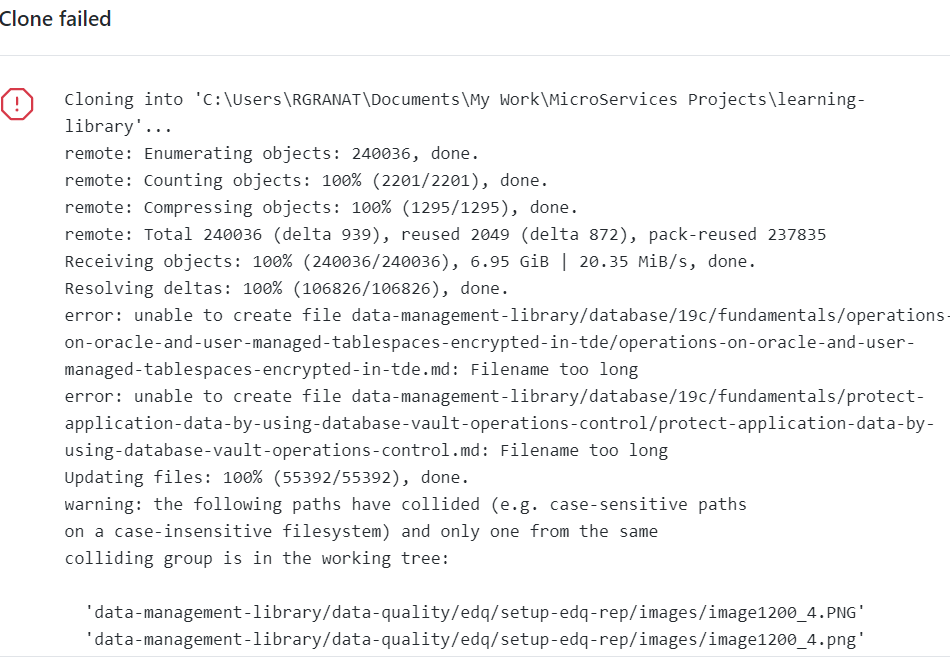 Clone failed
Cloning into 'C:\Users\RGRANAT\Documents\My Work\MicroServices Projects\learning-
library'...
remote: Enumerating objects: 240036, done.
remote: Counting objects: 100% (2201/2201), done.
remote: Compressing objects: 100% (1295/1295), done.
remote: Total 240036 (delta 939), reused 2049 (delta 872), pack-reused 237835
Receiving objects: 100% (240036/240036), 6.95 GiB | 20.35 MiB/s, done.
Resolving deltas: 100% (106826/106826), done.
error: unable to create file data-management-library/database/19c/fundamentals/operations-
on-oracle-and-user-managed-tablespaces-encrypted-in-tde/operations-on-oracle-and-user-
managed-tablespaces-encrypted-in-tde.md: Filename too long
error: unable to create file data-management-library/database/19c/fundamentals/protect-
application-data-by-using-database-vault-operations-control/protect-application-data-by-
using-database-vault-operations-control.md: Filename too long
Updating files: 100% (55392/55392), done.
warning: the following paths have collided (e.g. case-sensitive paths
on a case-insensitive filesystem) and only one from the same
colliding group is in the working tree:
'data-management-library/data-quality/edq/setup-edq-rep/images/image1200_4.PNG'
'data-management-library/data-quality/edq/setup-edq-rep/images/image1200_4.png'